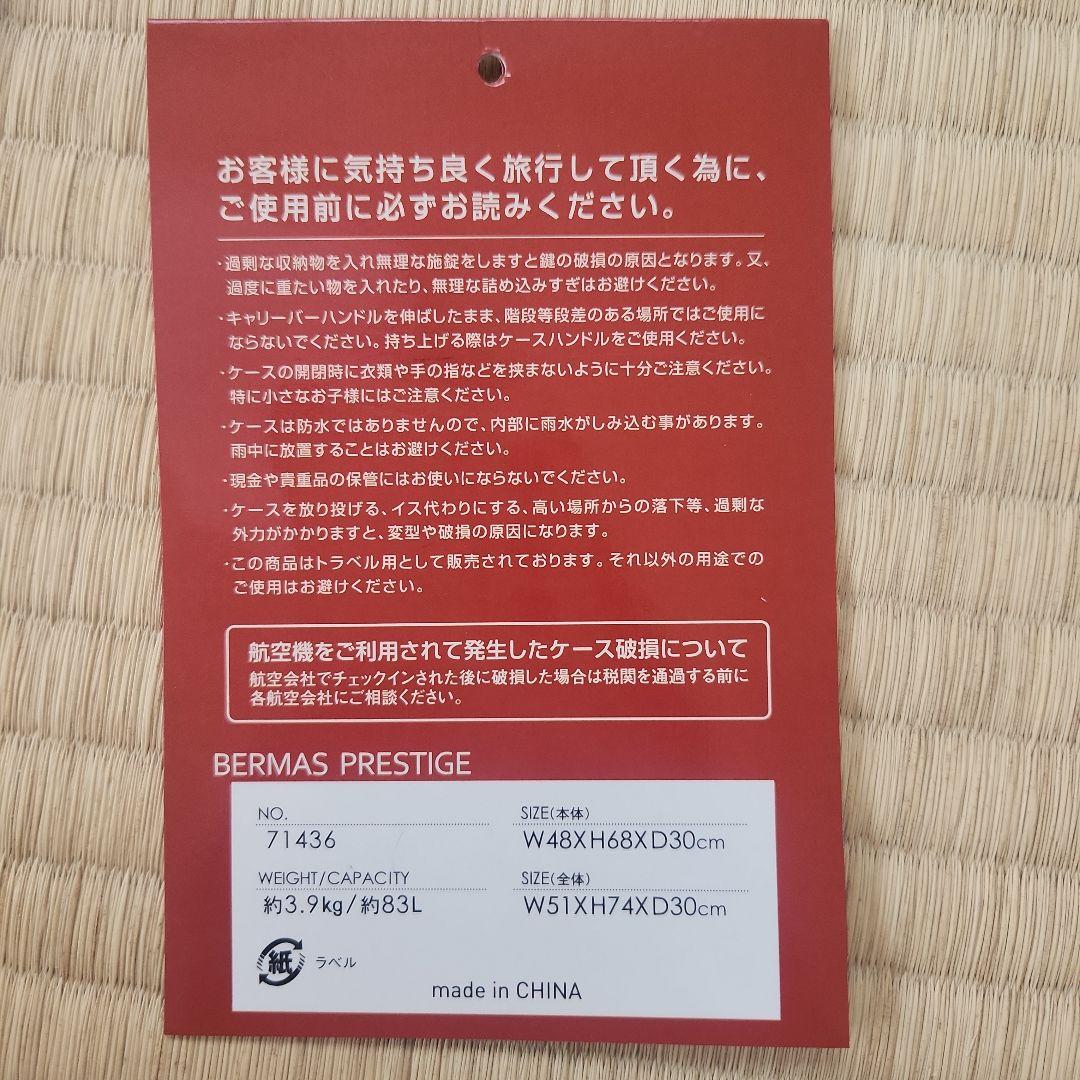 お客様に気持ち良く旅行して頂く為に、
ご使用前に必ずお読みください。
・過剰な収納物を入れ無理な施錠をしますと鍵の破損の原因となります。又、
過度に重たい物を入れたり、無理な詰め込みすぎはお避けください。
・キャリーバーハンドルを伸ばしたまま、階段等段差のある場所ではご使用に
ならないでください。持ち上げる際はケースハンドルをご使用ください。
・ケースの開閉時に衣類や手の指などを挟まないように十分ご注意ください。
特に小さなお子様にはご注意ください。
・ケースは防水ではありませんので、内部に雨水がしみ込む事があります。
雨中に放置することはお避けください。
・現金や貴重品の保管にはお使いにならないでください。
・ケースを放り投げる、イス代わりにする、高い場所からの落下等、過剰な
外力がかかりますと、変型や破損の原因になります。
・この商品はトラベル用として販売されております。それ以外の用途での
ご使用はお避けください。
航空機をご利用されて発生したケース破損について
航空会社でチェックインされた後に破損した場合は税関を通過する前に
各航空会社にご相談ください。
BERMAS PRESTIGE
NO.
71436
SIZE(本体)
W48XH68XD30cm
WEIGHT/CAPACITY
約3.9kg/約83L
SIZE(全体)
W51XH74XD30cm
紙 ラベル
made in CHINA